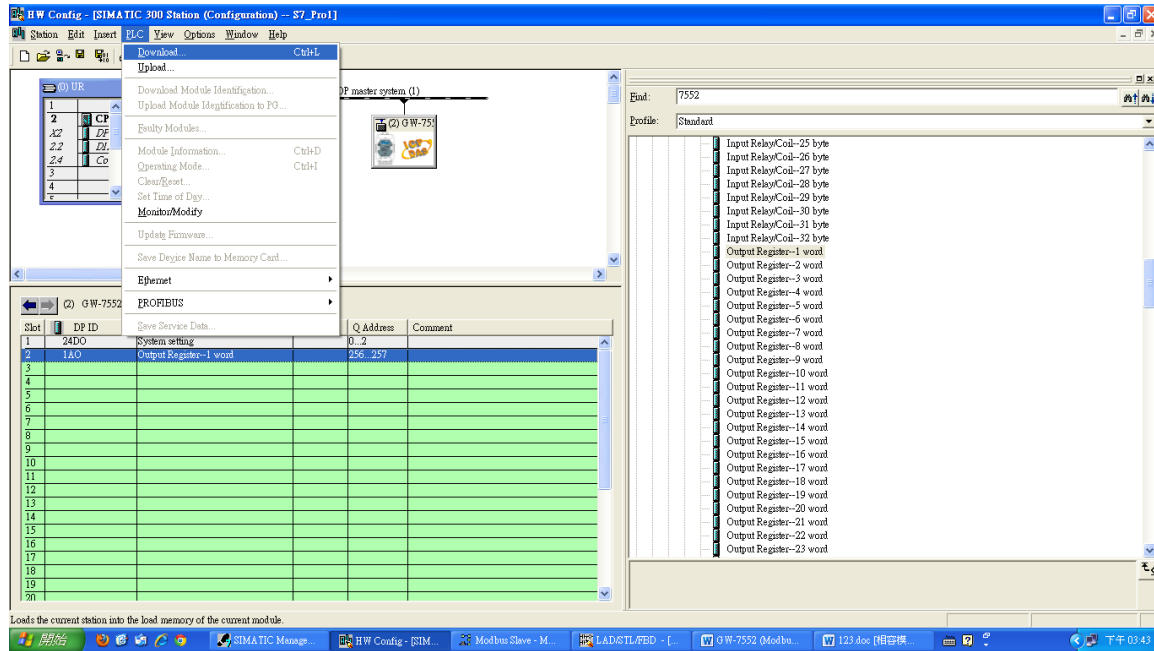 HW Config - [SIMATIC 300 Station (Configuration) -- S7_Pro1]
Station Edit Insert PLC View Options Window Help
Download... Ctrl+L
Upload...
Download Module Identification...
Upload Module Identification to PG...
Faulty Modules...
Module Information... Ctrl+D
Operating Mode... Ctrl+I
Clear/Reset...
Set Time of Day...
Monitor/Modify
Update Firmware...
Save Device Name to Memory Card...
Ethernet
PROFIBUS
Save Service Data...
(0) UR
1
2 CP
X2 DP
2.2 DI
2.4 Co
3
4
DP master system (1)
(2) GW-755
Find: 7552
Profile: Standard
Input Relay/Coil--25 byte
Input Relay/Coil--26 byte
Input Relay/Coil--27 byte
Input Relay/Coil--28 byte
Input Relay/Coil--29 byte
Input Relay/Coil--30 byte
Input Relay/Coil--31 byte
Input Relay/Coil--32 byte
Output Register--1 word
Output Register--2 word
Output Register--3 word
Output Register--4 word
Output Register--5 word
Output Register--6 word
Output Register--7 word
Output Register--8 word
Output Register--9 word
Output Register--10 word
Output Register--11 word
Output Register--12 word
Output Register--13 word
Output Register--14 word
Output Register--15 word
Output Register--16 word
Output Register--17 word
Output Register--18 word
Output Register--19 word
Output Register--20 word
Output Register--21 word
Output Register--22 word
Output Register--23 word
(2) GW-7552
Slot DP ID Q Address Comment
1 24DO System setting 0...2
2 1AO Output Register--1 word 256...257
3
4
5
6
7
8
9
10
11
12
13
14
15
16
17
18
19
20
Loads the current station into the load memory of the current module.
開始 SIMATIC Manage... HW Config - [SIM... Modbus Slave - M... LAD/STL/FBD - [... GW-7552 (Modbu... 123.doc [相容模... 下午 03:43